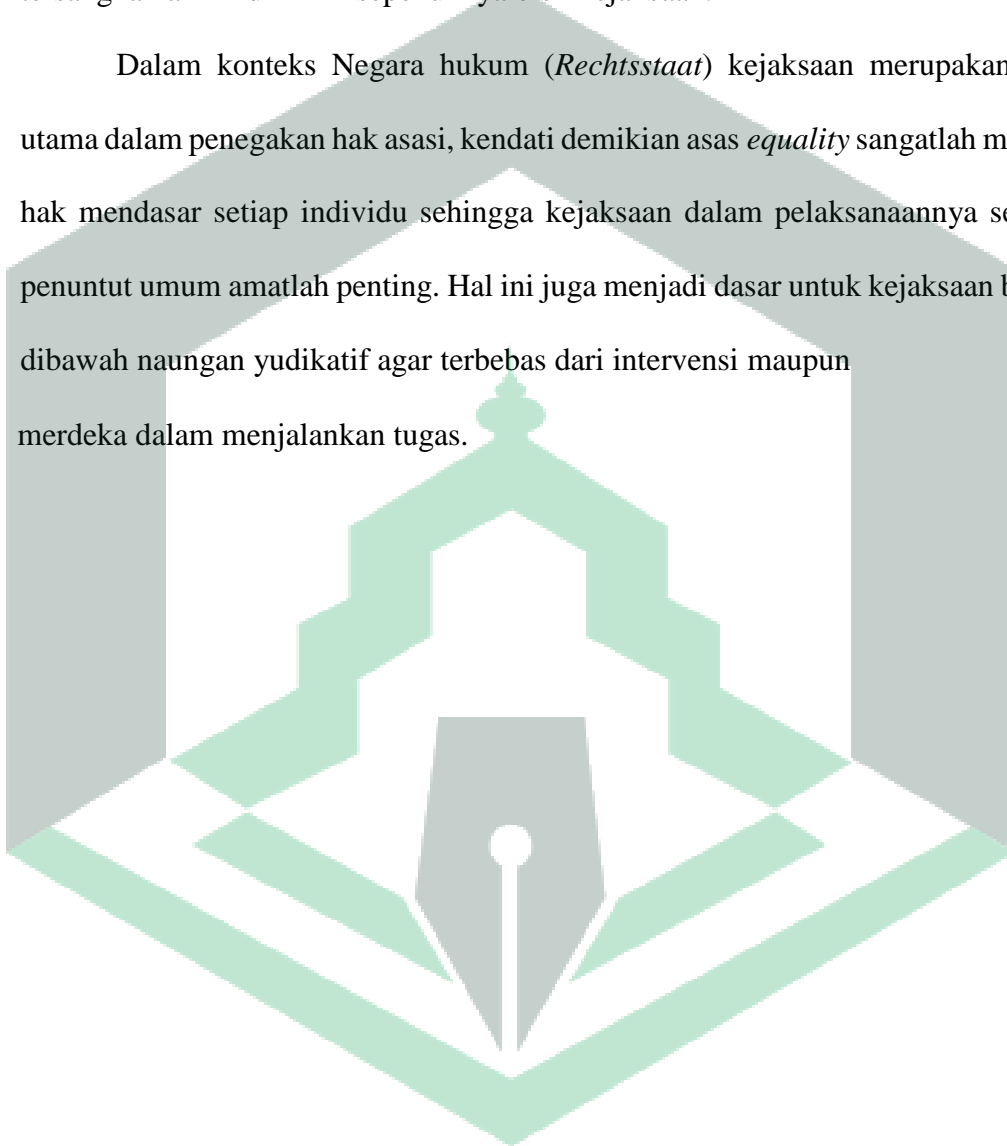 Dalam konteks Negara hukum (Rechtsstaat) kejaksaan merupakan
utama dalam penegakan hak asasi, kendati demikian asas equality sangatlah
hak mendasar setiap individu sehingga kejaksaan dalam pelaksanaannya
penuntut umum amatlah penting. Hal ini juga menjadi dasar untuk kejaksaan
dibawah naungan yudikatif agar terbebas dari intervensi maupun
merdeka dalam menjalankan tugas.